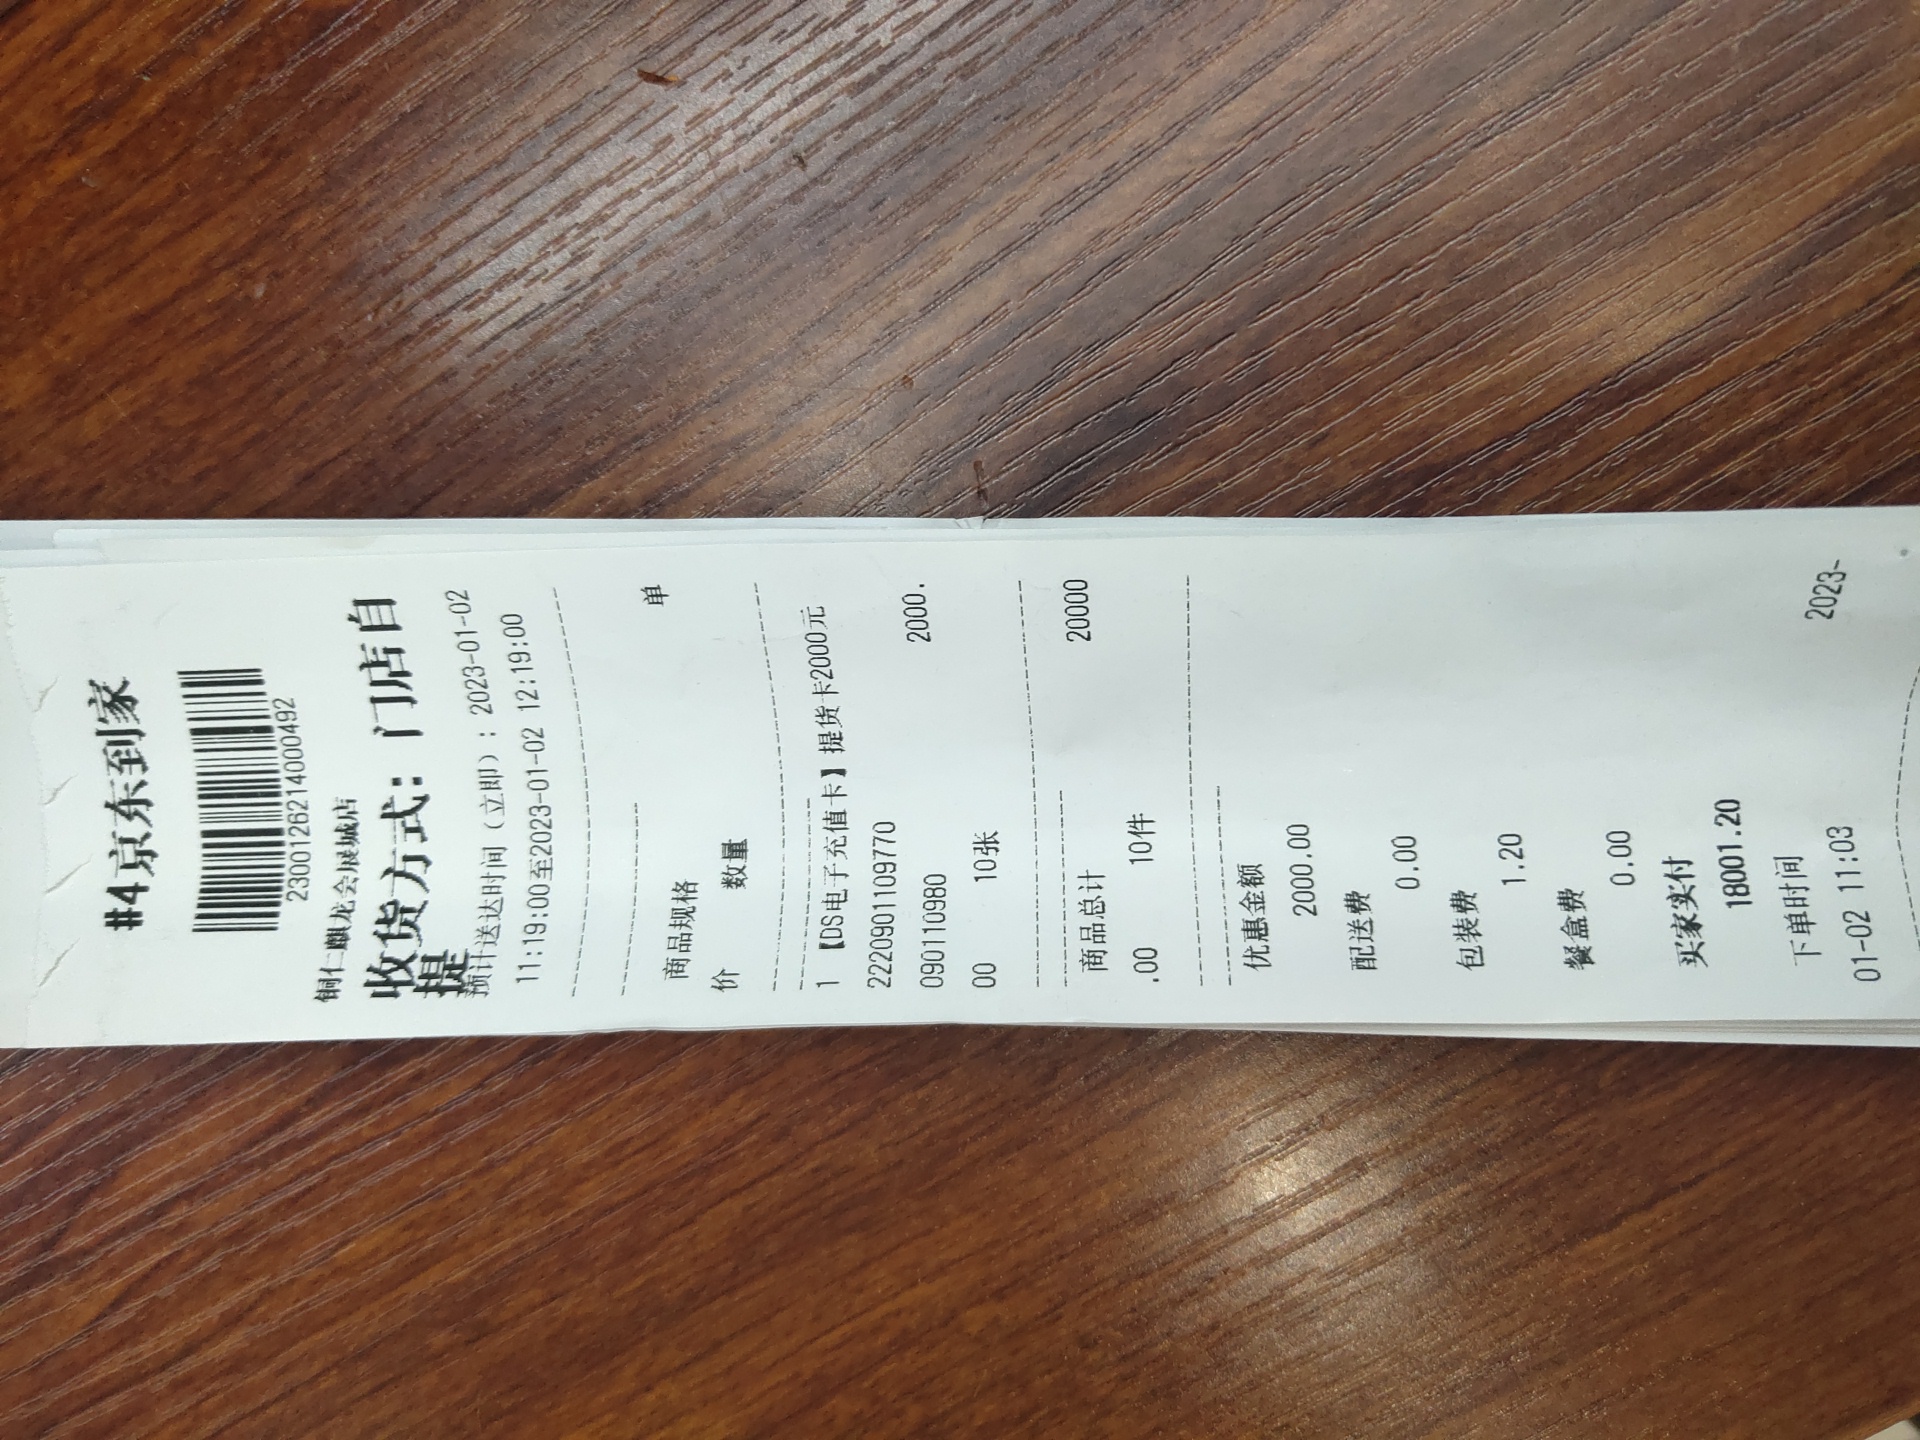 #4京东到家
2300126214000492
铜仁麒龙会展城店
收货方式：门店自
提
预计送达时间（立即）：2023-01-02
11:19:00至2023-01-02 12:19:00
商品规格 单
价 数量
1 【DS电子充值卡】提货卡2000元
2220901109770
0901110980 2000.
00 10张
商品总计 20000
.00 10件
优惠金额
2000.00
配送费
0.00
包装费
1.20
餐盒费
0.00
买家实付
18001.20
下单时间 2023-
01-02 11:03